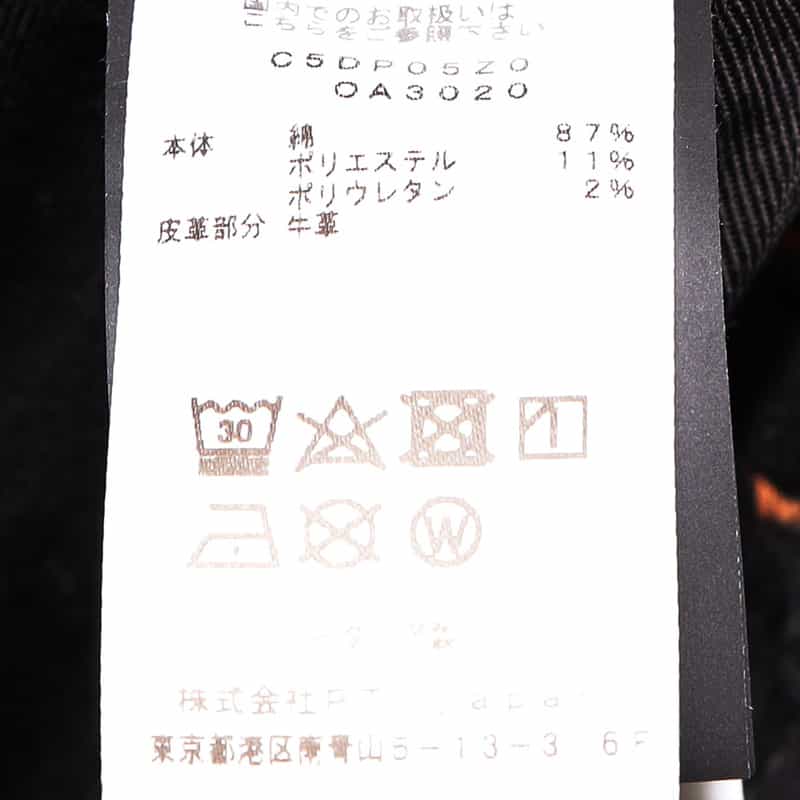 国内でのお取扱いは
こちらをご参照下さい
C5DP05Z0
0A3020
本体 綿 87%
ポリエステル 11%
ポリウレタン 2%
皮革部分 牛革
30
W
株式会社
東京都港区南青山5-13-3 6F